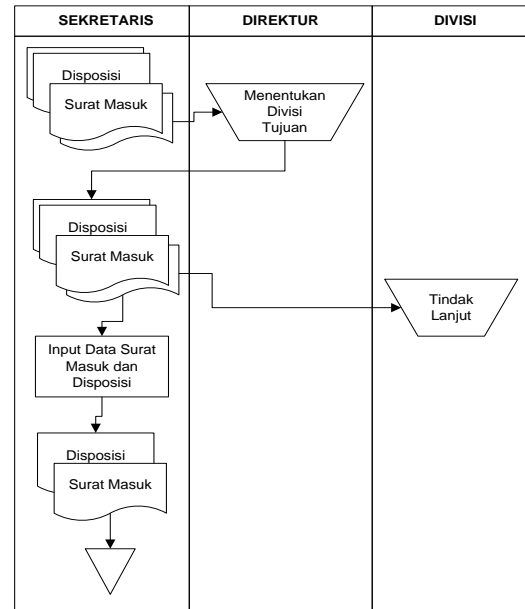 SEKRETARIS
DIREKTUR
DIVISI
Disposisi
Surat Masuk
Menentukan
Divisi
Tujuan
Disposisi
Surat Masuk
Tindak
Lanjut
Input Data Surat
Masuk dan
Disposisi
Disposisi
Surat Masuk